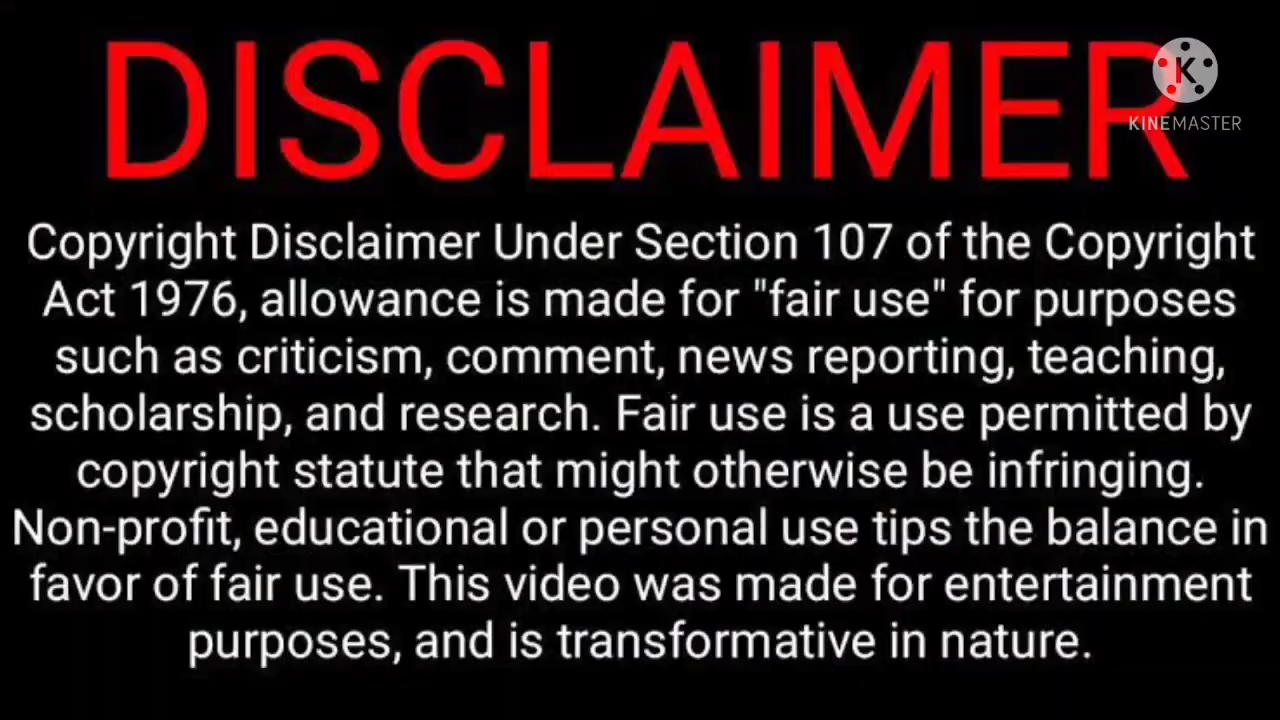 DISCLAIMER
K
KINEMASTER
Copyright Disclaimer Under Section 107 of the Copyright
Act 1976, allowance is made for "fair use" for purposes
such as criticism, comment, news reporting, teaching,
scholarship, and research. Fair use is a use permitted by
copyright statute that might otherwise be infringing.
Non-profit, educational or personal use tips the balance in
favor of fair use. This video was made for entertainment
purposes, and is transformative in nature.